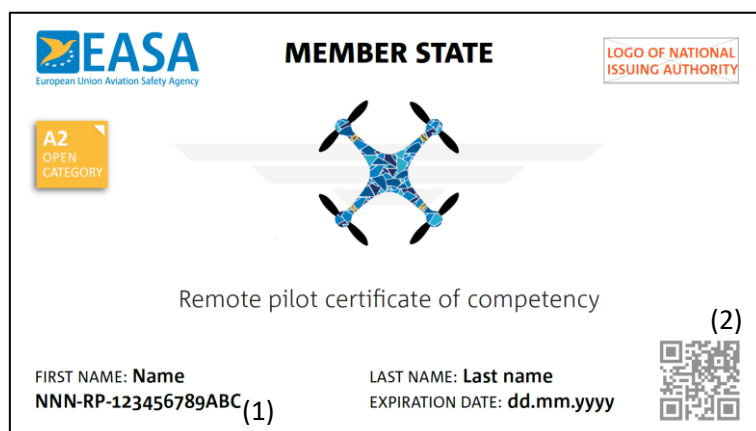 EASA
European Union Aviation Safety Agency
MEMBER STATE
LOGO OF NATIONAL
ISSUING AUTHORITY
A2
OPEN
CATEGORY
Remote pilot certificate of competency
(2)
FIRST NAME: Name
LAST NAME: Last name
NNN-RP-123456789ABC(1)
EXPIRATION DATE: dd.mm.yyyy